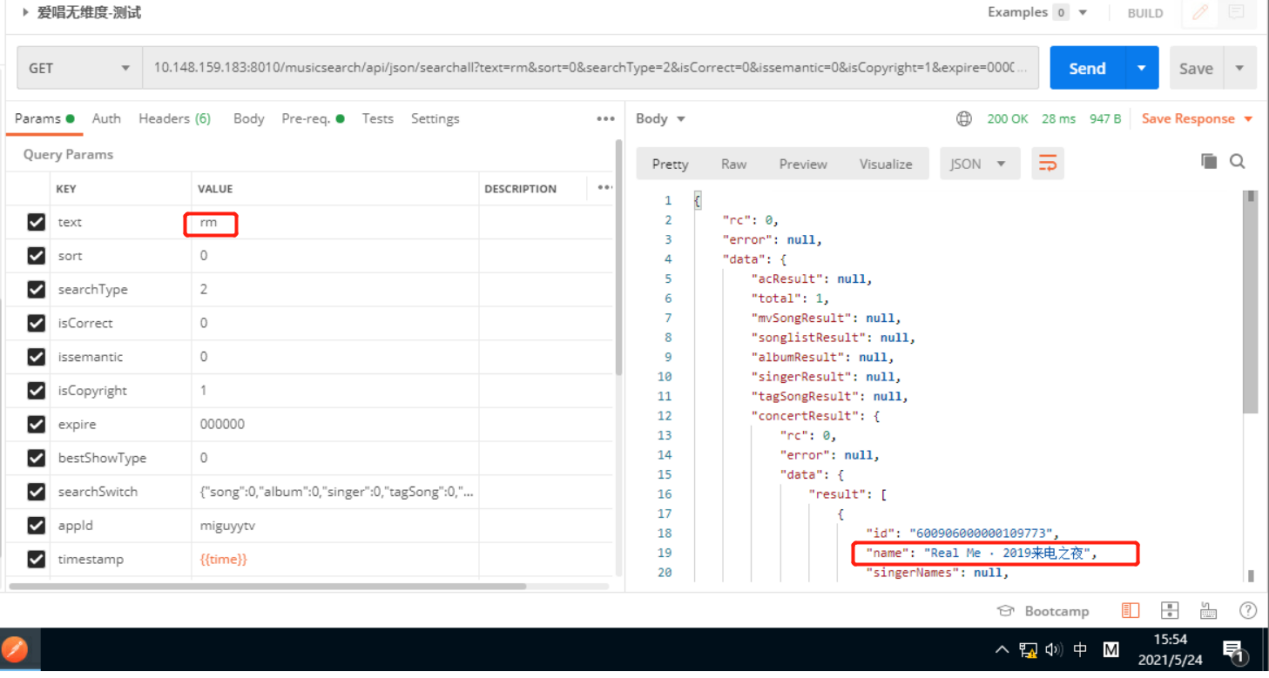 爱唱无维度-测试
Examples 0 BUILD
GET 10.148.159.183:8010/musicsearch/api/json/searchall?text=rm&sort=0&searchType=2&isCorrect=0&issemantic=0&isCopyright=1&expire=000... Send Save
Params Auth Headers (6) Body Pre-req. Tests Settings
Query Params
KEY VALUE DESCRIPTION
text rm
sort 0
searchType 2
isCorrect 0
issemantic 0
isCopyright 1
expire 000000
bestShowType 0
searchSwitch {"song":0,"album":0,"singer":0,"tagSong":0,"...
appId miguyytv
timestamp {{time}}
Body 200 OK 28 ms 947 B Save Response
Pretty Raw Preview Visualize JSON
1 {
2 "rc": 0,
3 "error": null,
4 "data": {
5 "acResult": null,
6 "total": 1,
7 "mvSongResult": null,
8 "songlistResult": null,
9 "albumResult": null,
10 "singerResult": null,
11 "tagSongResult": null,
12 "concertResult": {
13 "rc": 0,
14 "error": null,
15 "data": {
16 "result": [
17 {
18 "id": "600906000000109773",
19 "name": "Real Me · 2019来电之夜",
20 "singerNames": null,
Bootcamp
中 M 15:54
2021/5/24 1